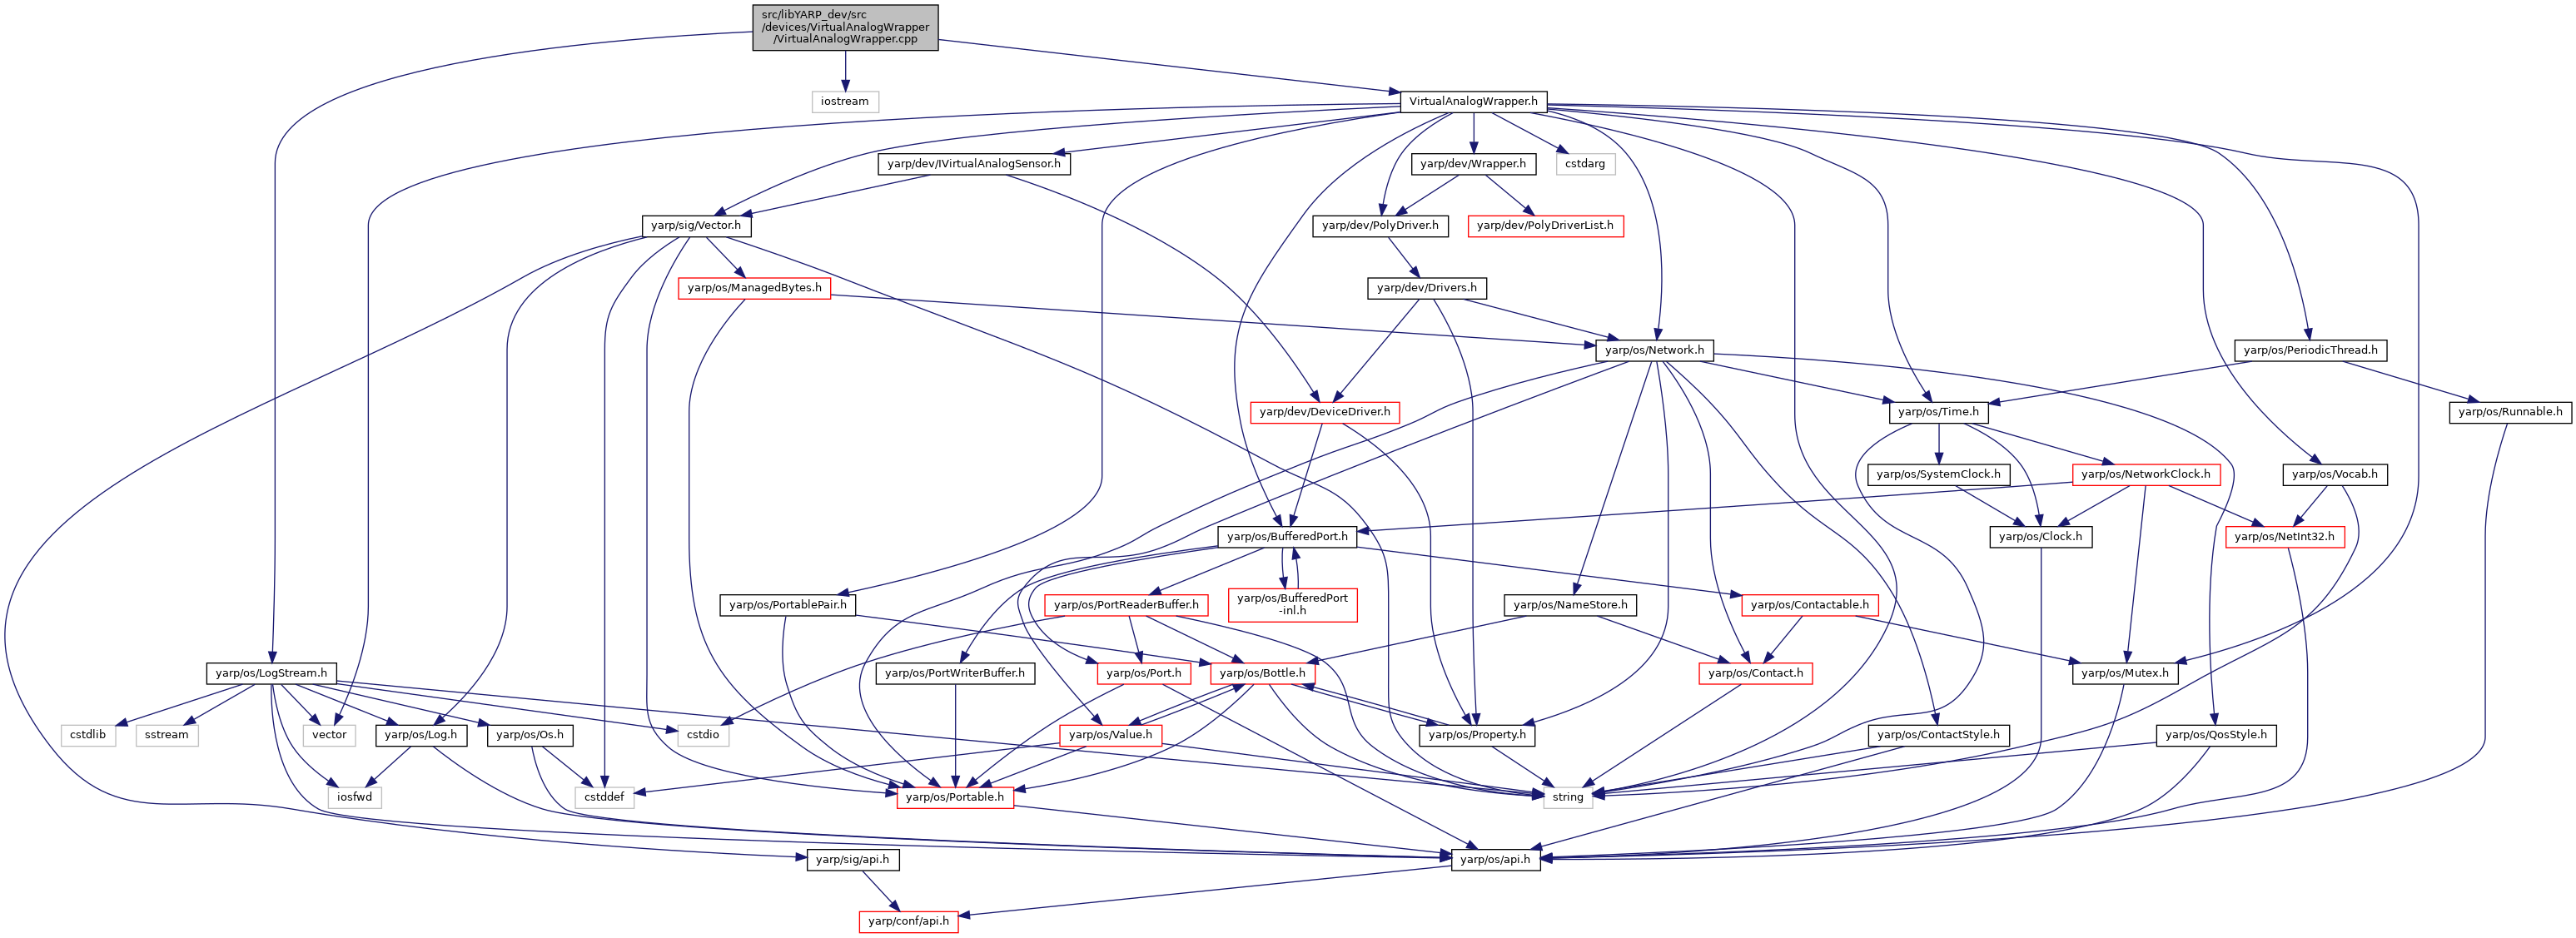 src/libYARP_dev/src
/devices/VirtualAnalogWrapper
/VirtualAnalogWrapper.cpp
iostream
VirtualAnalogWrapper.h
yarp/dev/IVirtualAnalogSensor.h
yarp/dev/Wrapper.h
cstdarg
yarp/sig/Vector.h
yarp/dev/PolyDriver.h
yarp/dev/PolyDriverList.h
yarp/os/ManagedBytes.h
yarp/dev/Drivers.h
yarp/os/Network.h
yarp/os/PeriodicThread.h
yarp/dev/DeviceDriver.h
yarp/os/Time.h
yarp/os/Runnable.h
yarp/os/SystemClock.h
yarp/os/NetworkClock.h
yarp/os/Vocab.h
yarp/os/BufferedPort.h
yarp/os/Clock.h
yarp/os/NetInt32.h
yarp/os/PortablePair.h
yarp/os/PortReaderBuffer.h
yarp/os/BufferedPort
-inl.h
yarp/os/NameStore.h
yarp/os/Contactable.h
yarp/os/LogStream.h
yarp/os/PortWriterBuffer.h
yarp/os/Port.h
yarp/os/Bottle.h
yarp/os/Contact.h
yarp/os/Mutex.h
cstdlib
sstream
vector
yarp/os/Log.h
yarp/os/Os.h
cstdio
yarp/os/Value.h
yarp/os/Property.h
yarp/os/ContactStyle.h
yarp/os/QosStyle.h
iosfwd
cstddef
yarp/os/Portable.h
string
yarp/sig/api.h
yarp/os/api.h
yarp/conf/api.h